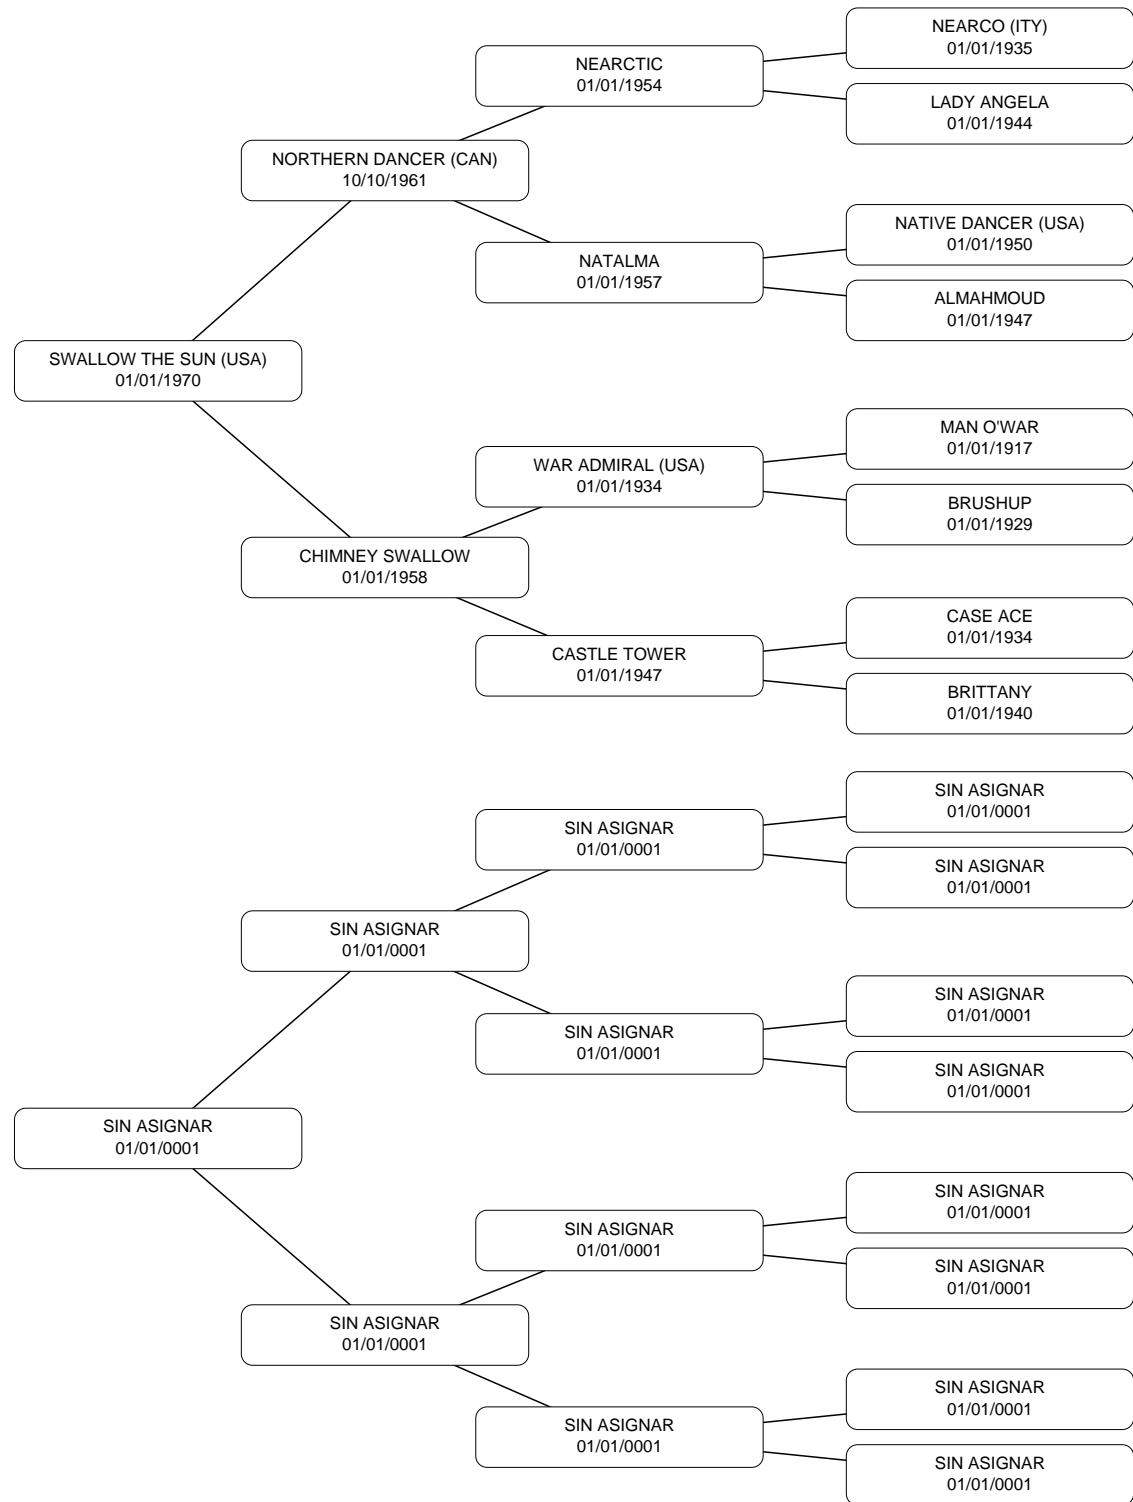 NEARCO (ITY)
01/01/1935
NEARCTIC
01/01/1954
LADY ANGELA
01/01/1944
NORTHERN DANCER (CAN)
10/10/1961
NATIVE DANCER (USA)
01/01/1950
NATALMA
01/01/1957
ALMAHMOUD
01/01/1947
SWALLOW THE SUN (USA)
01/01/1970
MAN O'WAR
01/01/1917
WAR ADMIRAL (USA)
01/01/1934
BRUSHUP
01/01/1929
CHIMNEY SWALLOW
01/01/1958
CASE ACE
01/01/1934
CASTLE TOWER
01/01/1947
BRITTANY
01/01/1940
SIN ASIGNAR
01/01/0001
SIN ASIGNAR
01/01/0001
SIN ASIGNAR
01/01/0001
SIN ASIGNAR
01/01/0001
SIN ASIGNAR
01/01/0001
SIN ASIGNAR
01/01/0001
SIN ASIGNAR
01/01/0001
SIN ASIGNAR
01/01/0001
SIN ASIGNAR
01/01/0001
SIN ASIGNAR
01/01/0001
SIN ASIGNAR
01/01/0001
SIN ASIGNAR
01/01/0001
SIN ASIGNAR
01/01/0001
SIN ASIGNAR
01/01/0001
SIN ASIGNAR
01/01/0001